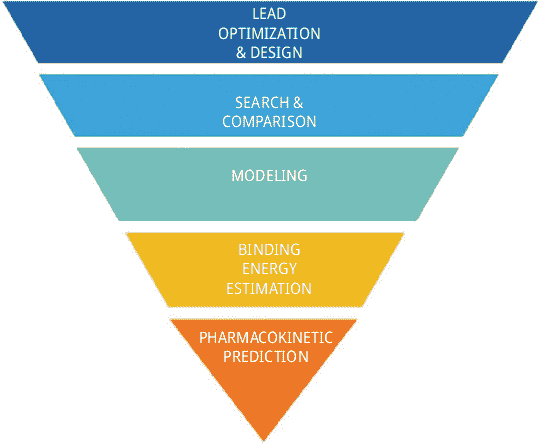 LEAD
OPTIMIZATION
& DESIGN
SEARCH &
COMPARISON
MODELING
BINDING
ENERGY
ESTIMATION
PHARMACOKINETIC
PREDICTION